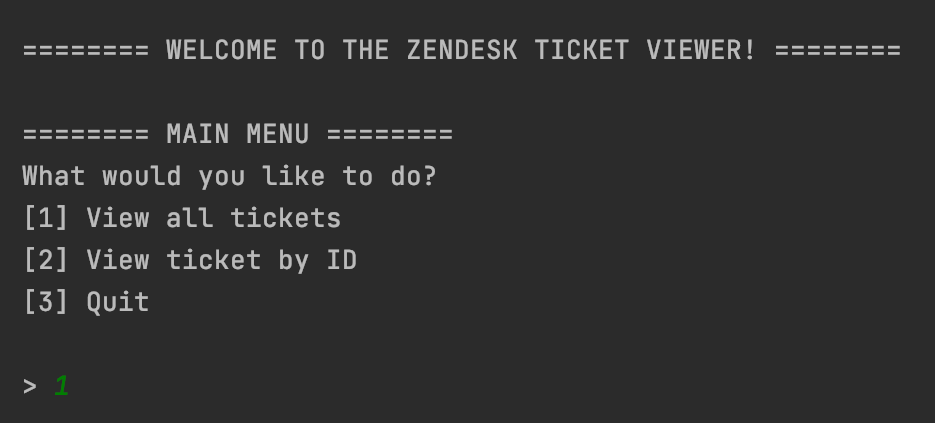 ======== WELCOME TO THE ZENDESK TICKET VIEWER! ========
======== MAIN MENU ========
What would you like to do?
[1] View all tickets
[2] View ticket by ID
[3] Quit
> 1